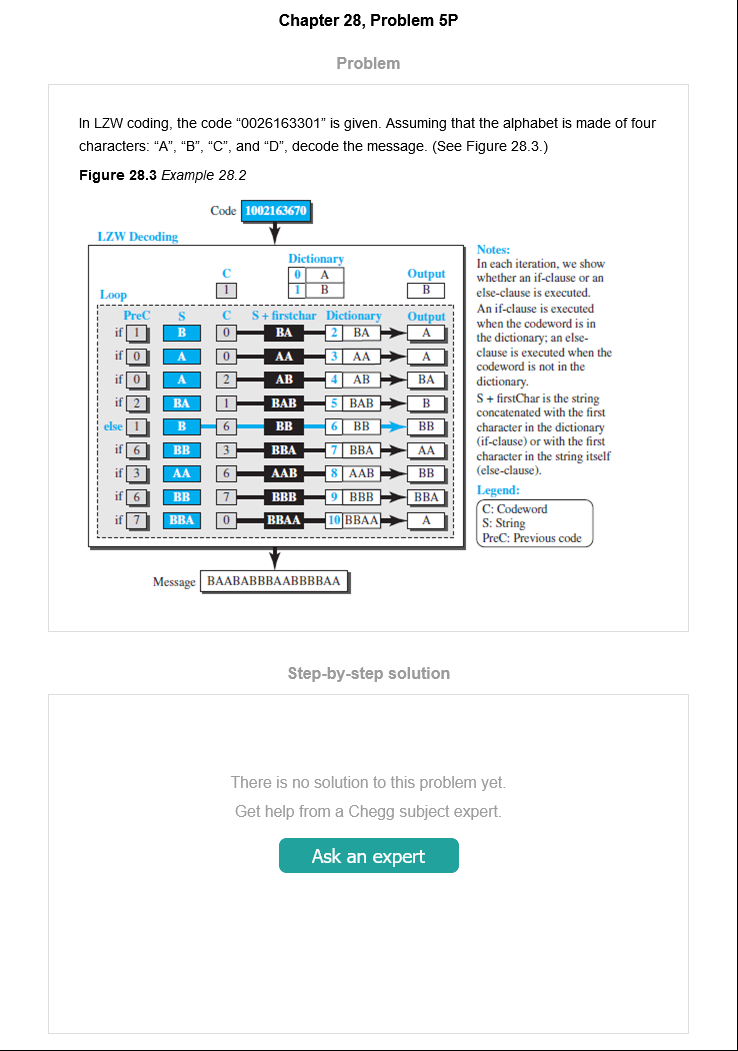 Chapter 28, Problem 5P
Problem
In LZW coding, the code “0026163301” is given. Assuming that the alphabet is made of four
characters: “A”, “B”, “C”, and “D”, decode the message. (See Figure 28.3.)
Figure 28.3 Example 28.2
Code 1002163670
LZW Decoding
Dictionary
C 0 A Output
1 1 B B
Loop
PreC S C S + firstchar Dictionary Output
if 1 B 0 BA 2 BA A
if 0 A 0 AA 3 AA A
if 0 A 2 AB 4 AB BA
if 2 BA 1 BAB 5 BAB B
else 1 B 6 BB 6 BB BB
if 6 BB 3 BBA 7 BBA AA
if 3 AA 6 AAB 8 AAB BB
if 6 BB 7 BBB 9 BBB BBA
if 7 BBA 0 BBAA 10 BBAA A
Message BAABABBBAABBBBAA
Notes:
In each iteration, we show
whether an if-clause or an
else-clause is executed.
An if-clause is executed
when the codeword is in
the dictionary; an else-
clause is executed when the
codeword is not in the
dictionary.
S + firstChar is the string
concatenated with the first
character in the dictionary
(if-clause) or with the first
character in the string itself
(else-clause).
Legend:
C: Codeword
S: String
PreC: Previous code
Step-by-step solution
There is no solution to this problem yet.
Get help from a Chegg subject expert.
Ask an expert